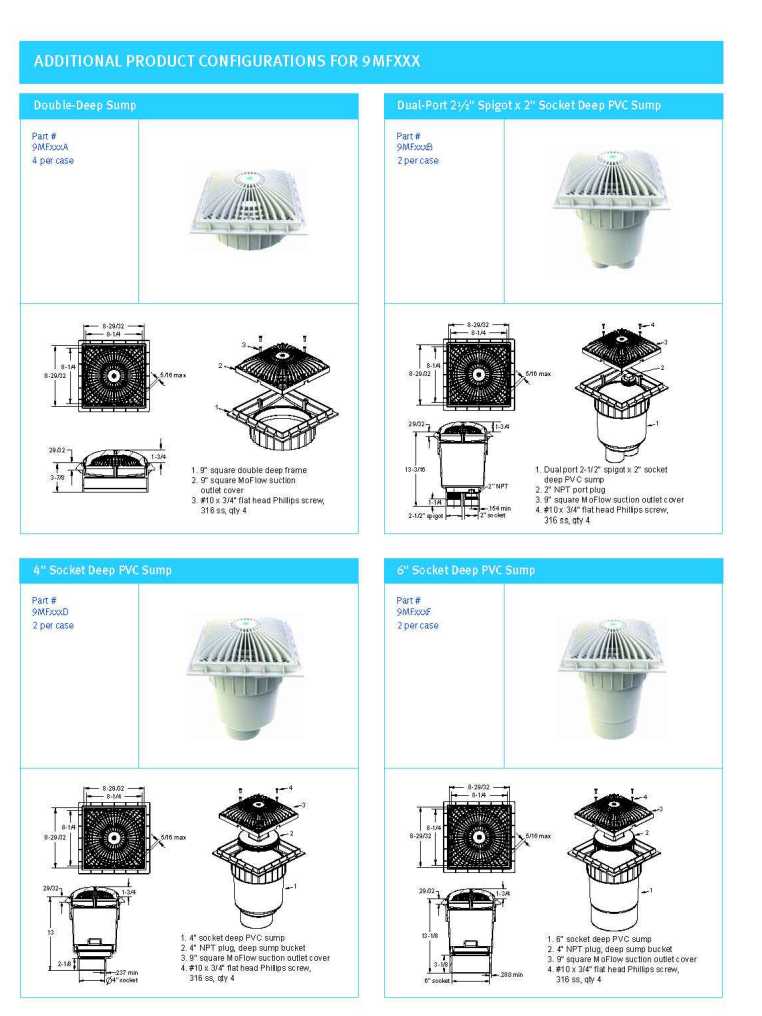 ADDITIONAL PRODUCT CONFIGURATIONS FOR 9MFXXX
Double-Deep Sump
Part #
9MFxxxA
4 per case
8-29/32
8-1/4
8-1/4
8-29/32
5/16 max
29/32
1-3/4
3-7/8
3
2
1
1. 9" square double deep frame
2. 9" square MoFlow suction
outlet cover
3. #10 x 3/4" flat head Phillips screw,
316 ss, qty 4
Dual-Port 2½" Spigot x 2" Socket Deep PVC Sump
Part #
9MFxxxB
2 per case
8-29/32
8-1/4
8-1/4
8-29/32
5/16 max
29/32
1-3/4
13-3/16
2" NPT
1-1/4
.154 min
2-1/2" spigot
2" socket
4
3
2
1
1. Dual port 2-1/2" spigot x 2" socket
deep PVC sump
2. 2" NPT port plug
3. 9" square MoFlow suction outlet cover
4. #10 x 3/4" flat head Phillips screw,
316 ss, qty 4
4" Socket Deep PVC Sump
Part #
9MFxxxD
2 per case
8-29/32
8-1/4
8-1/4
8-29/32
5/16 max
29/32
1-3/4
13
2-1/8
.237 min
Ø4" socket
4
3
2
1
1. 4" socket deep PVC sump
2. 4" NPT plug, deep sump bucket
3. 9" square MoFlow suction outlet cover
4. #10 x 3/4" flat head Phillips screw,
316 ss, qty 4
6" Socket Deep PVC Sump
Part #
9MFxxxF
2 per case
8-29/32
8-1/4
8-1/4
8-29/32
5/16 max
29/32
1-3/4
13-1/8
3-1/8
.280 min
6" socket
4
3
2
1
1. 6" socket deep PVC sump
2. 4" NPT plug, deep sump bucket
3. 9" square MoFlow suction outlet cover
4. #10 x 3/4" flat head Phillips screw,
316 ss, qty 4